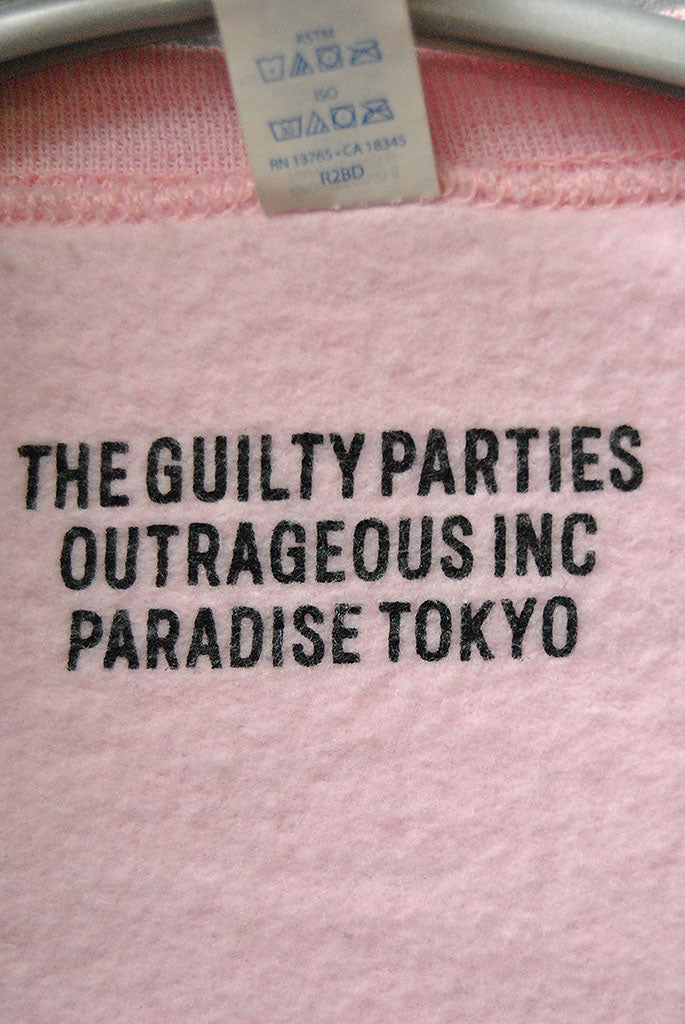 ASTM
ISO
RN 13765 • CA 18345
R2BD
THE GUILTY PARTIES
OUTRAGEOUS INC
PARADISE TOKYO